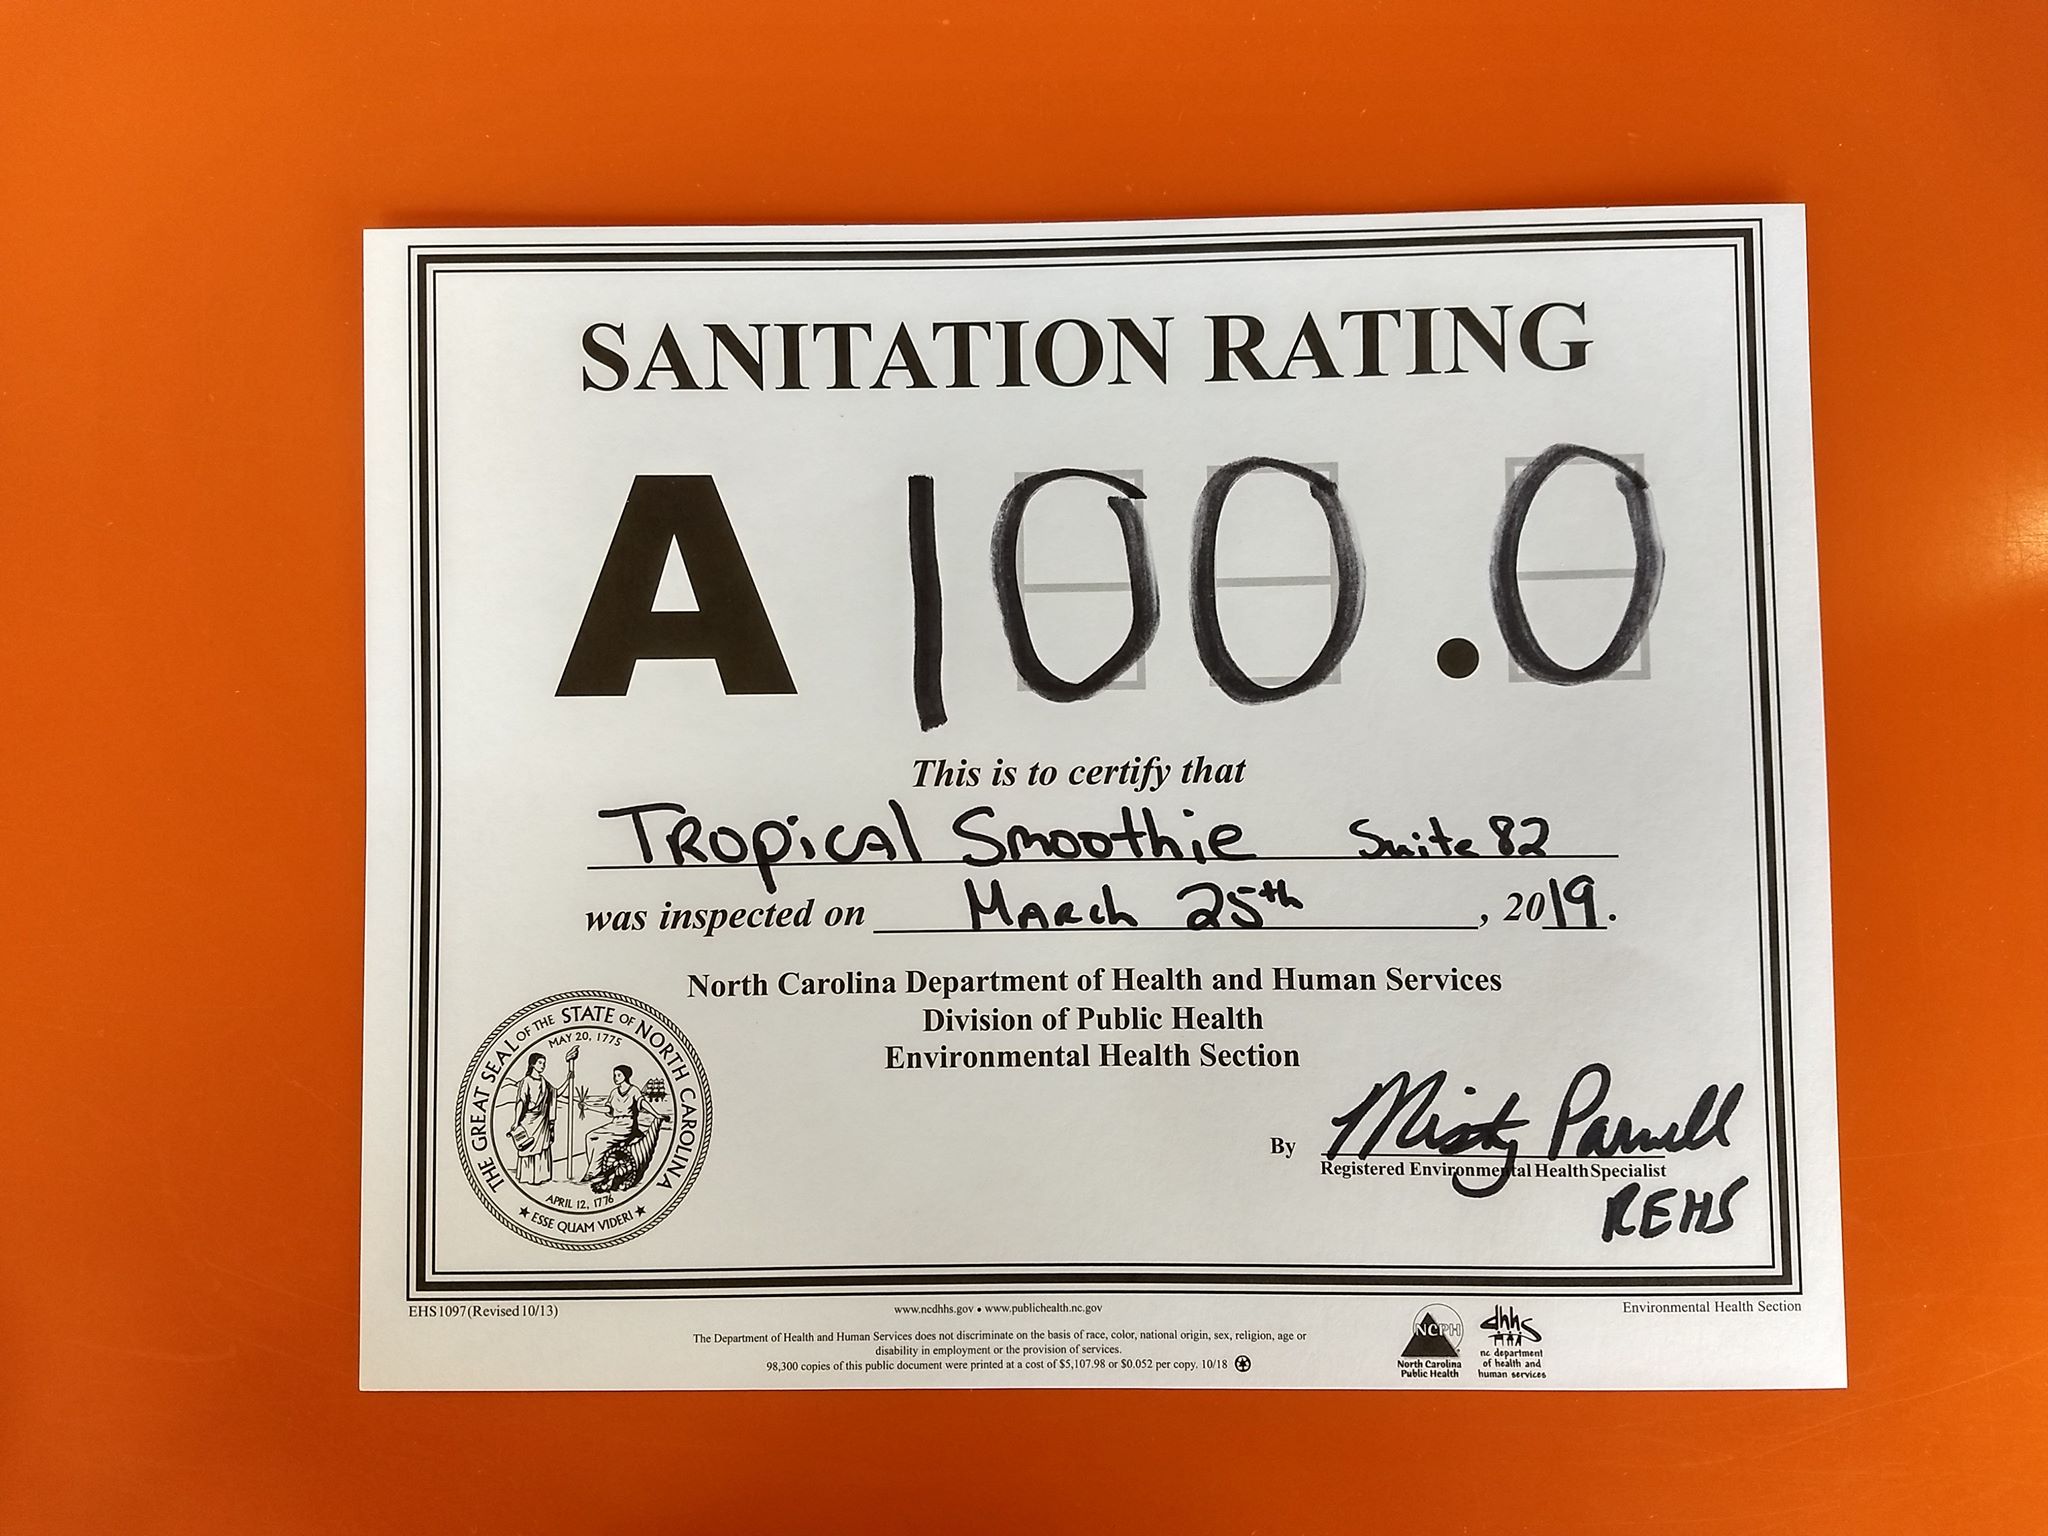 SANITATION RATING
A 100.0
This is to certify that
Tropical Smoothie Suite 82
was inspected on March 25th, 2019.
North Carolina Department of Health and Human Services
Division of Public Health
Environmental Health Section
THE GREAT SEAL OF THE STATE OF NORTH CAROLINA
MAY 20, 1775
APRIL 12, 1776
★ ESSE QUAM VIDERI ★
By Misty Parnell
Registered Environmental Health Specialist
REHS
EHS1097 (Revised 10/13)
www.ncdhhs.gov • www.publichealth.nc.gov
Environmental Health Section
The Department of Health and Human Services does not discriminate on the basis of race, color, national origin, sex, religion, age or
disability in employment or the provision of services.
98,300 copies of this public document were printed at a cost of $5,107.98 or $0.052 per copy. 10/18
NCPH
North Carolina
Public Health
dhhs
nc department
of health and
human services